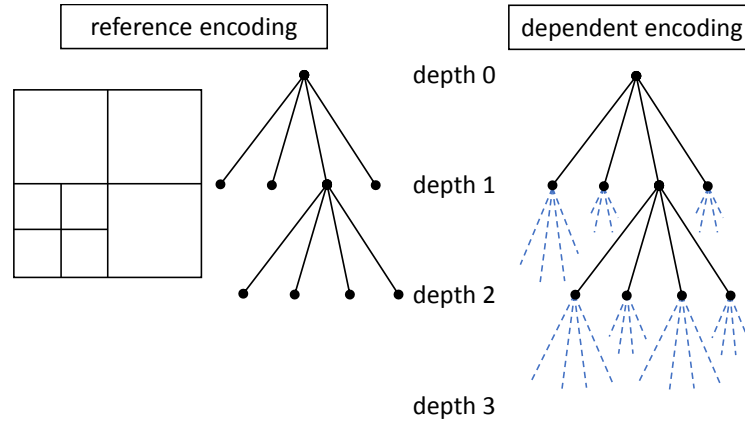 reference encoding
dependent encoding
depth 0
depth 1
depth 2
depth 3